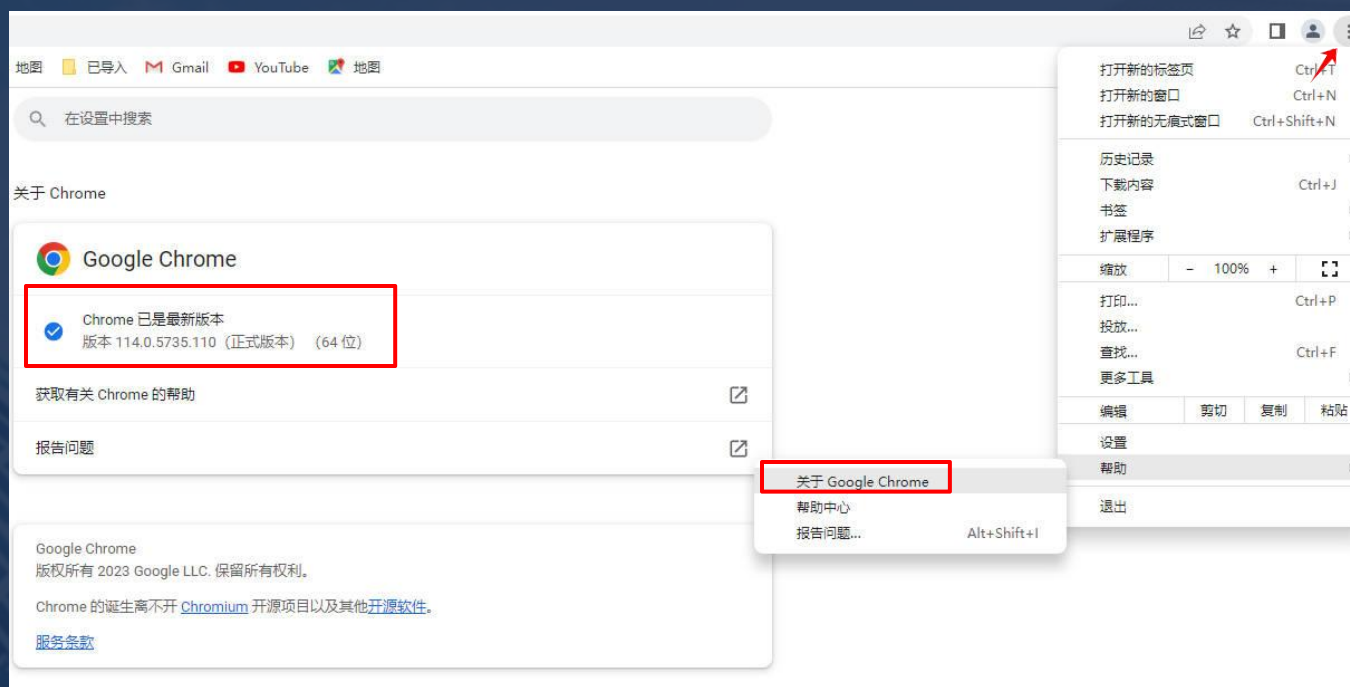 地图 已导入 Gmail YouTube 地图
在设置中搜索
关于 Chrome
Google Chrome
Chrome 已是最新版本
版本 114.0.5735.110（正式版本） （64 位）
获取有关 Chrome 的帮助
报告问题
Google Chrome
版权所有 2023 Google LLC. 保留所有权利。
Chrome 的诞生离不开 Chromium 开源项目以及其他开源软件。
服务条款
打开新的标签页 Ctrl+T
打开新的窗口 Ctrl+N
打开新的无痕式窗口 Ctrl+Shift+N
历史记录
下载内容 Ctrl+J
书签
扩展程序
缩放 - 100% +
打印... Ctrl+P
投放...
查找... Ctrl+F
更多工具
编辑 剪切 复制 粘贴
设置
帮助
退出
关于 Google Chrome
帮助中心
报告问题... Alt+Shift+I